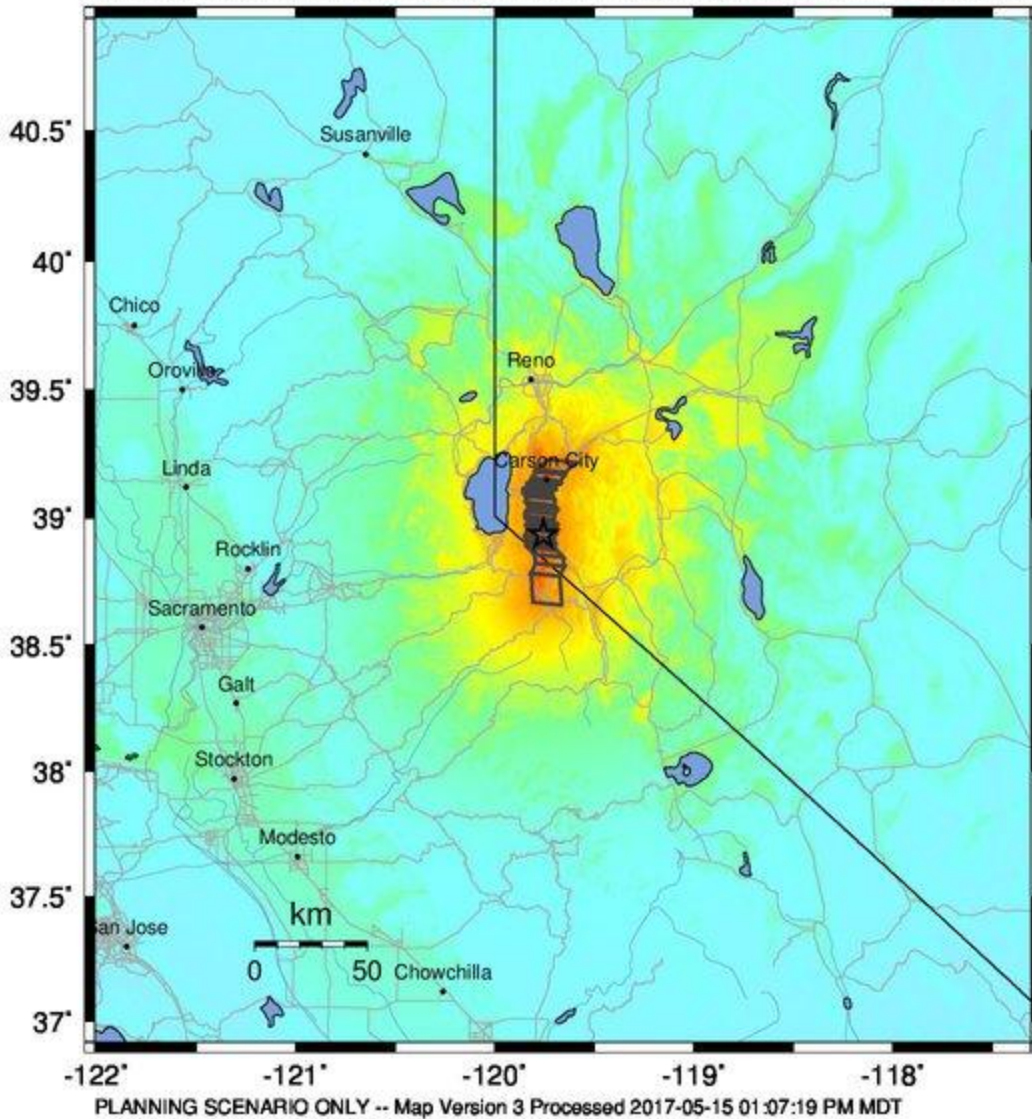 40.5°
Susanville
40°
Chico
Reno
Oroville
39.5°
Carson City
Linda
39°
Rocklin
Sacramento
38.5°
Galt
38°
Stockton
Modesto
37.5°
km
San Jose
0 50
Chowchilla
37°
-122° -121° -120° -119° -118°
PLANNING SCENARIO ONLY -- Map Version 3 Processed 2017-05-15 01:07:19 PM MDT